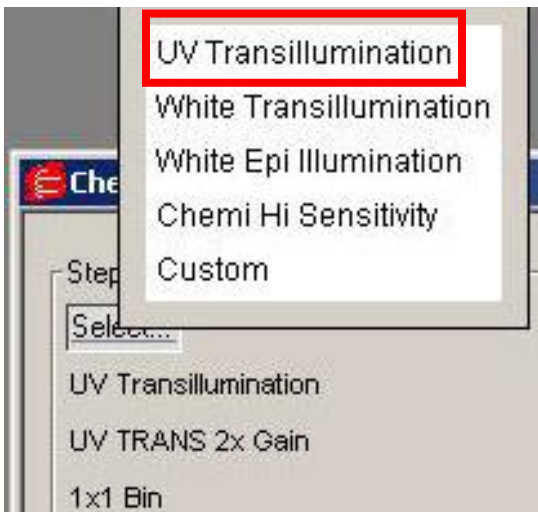 UV Transillumination
White Transillumination
White Epi Illumination
Chemi Hi Sensitivity
Custom
Che
Step
Select...
UV Transillumination
UV TRANS 2x Gain
1x1 Bin